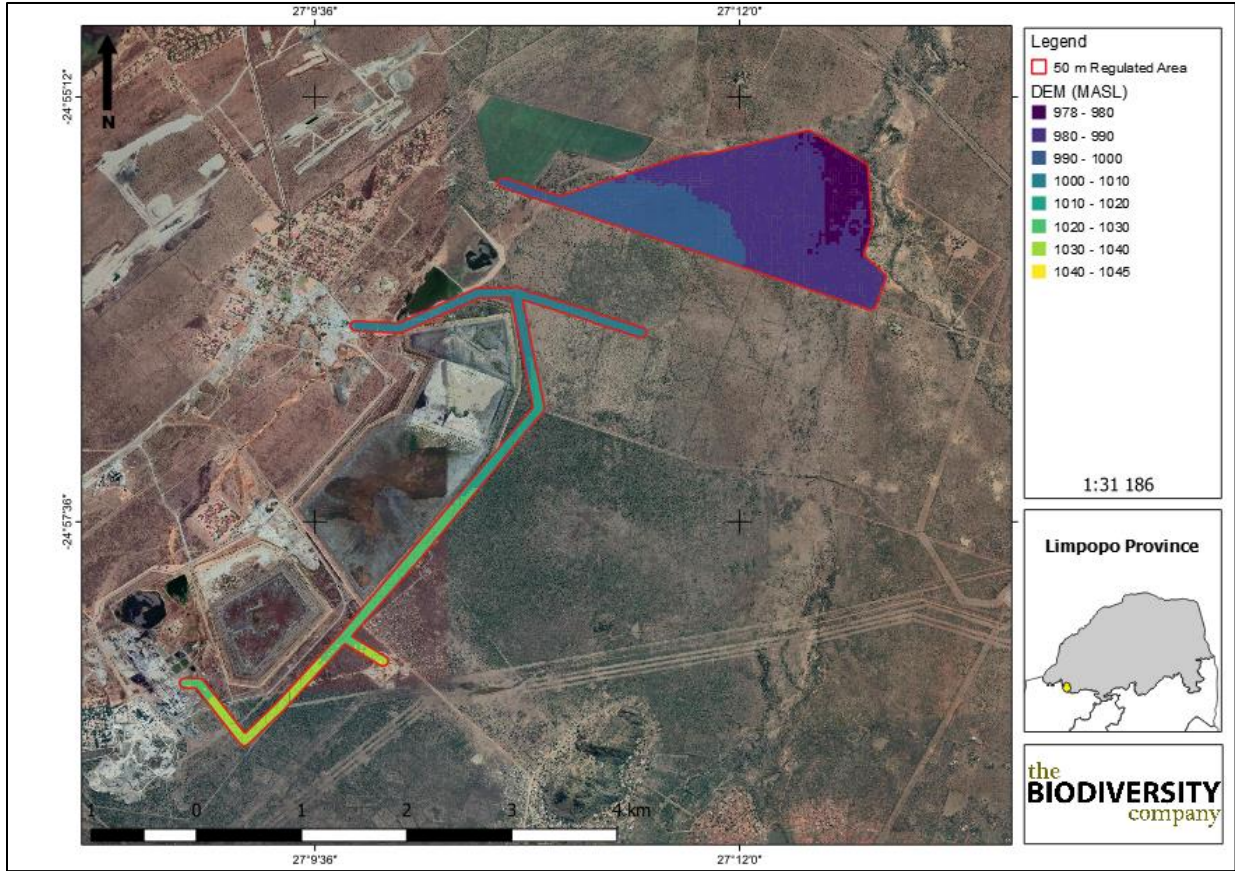 27°9'36"
27°12'0"
-24°55'12"
-24°57'36"
N
1 0 1 2 3 4 km
27°9'36"
27°12'0"
Legend
50 m Regulated Area
DEM (MASL)
978 - 980
980 - 990
990 - 1000
1000 - 1010
1010 - 1020
1020 - 1030
1030 - 1040
1040 - 1045
1:31 186
Limpopo Province
the
BIODIVERSITY
company